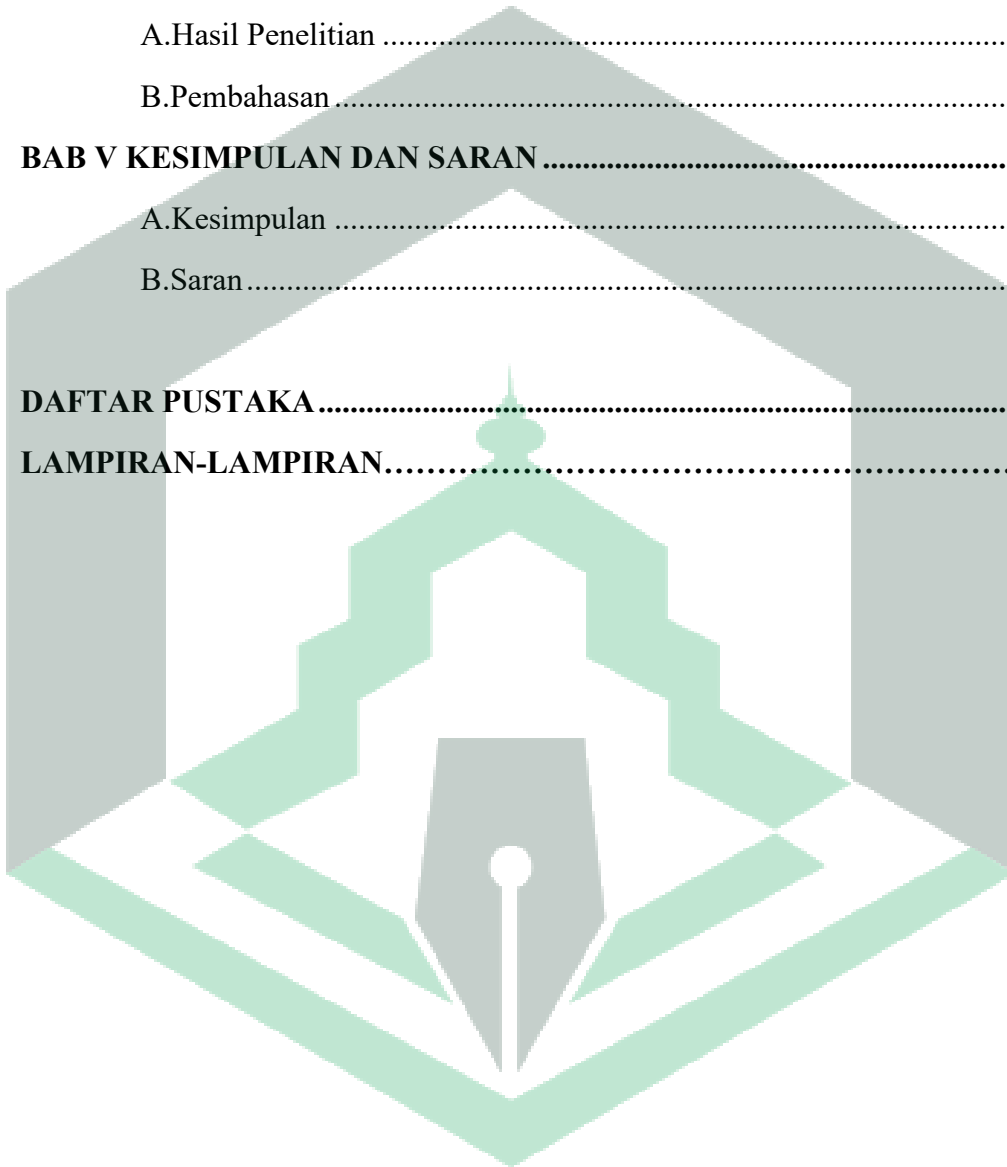 A.Hasil Penelitian ........................................................................................
B.Pembahasan ..............................................................................................
BAB V KESIMPULAN DAN SARAN ..............................................................
A.Kesimpulan ..............................................................................................
B.Saran .........................................................................................................
DAFTAR PUSTAKA ........................................................................................
LAMPIRAN-LAMPIRAN................................................................................